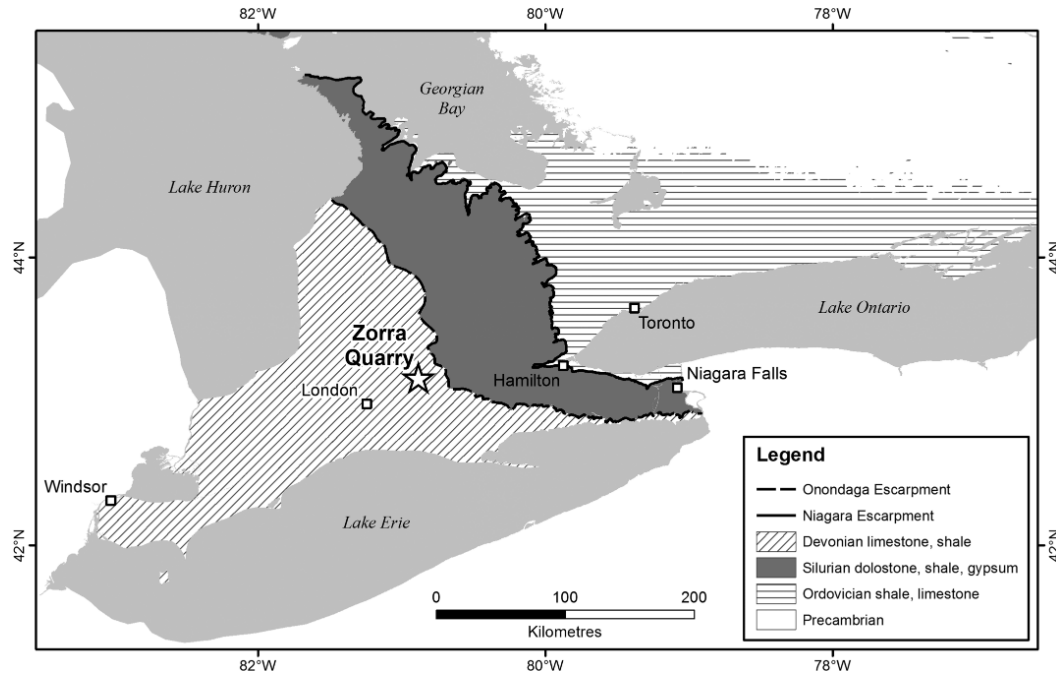 82°W
80°W
78°W
Georgian
Bay
Lake Huron
44°N
44°N
Lake Ontario
Toronto
Zorra
Quarry
Hamilton
Niagara Falls
London
Windsor
Lake Erie
42°N
42°N
Legend
Onondaga Escarpment
Niagara Escarpment
Devonian limestone, shale
Silurian dolostone, shale, gypsum
Ordovician shale, limestone
Precambrian
0 100 200
Kilometres
82°W
80°W
78°W